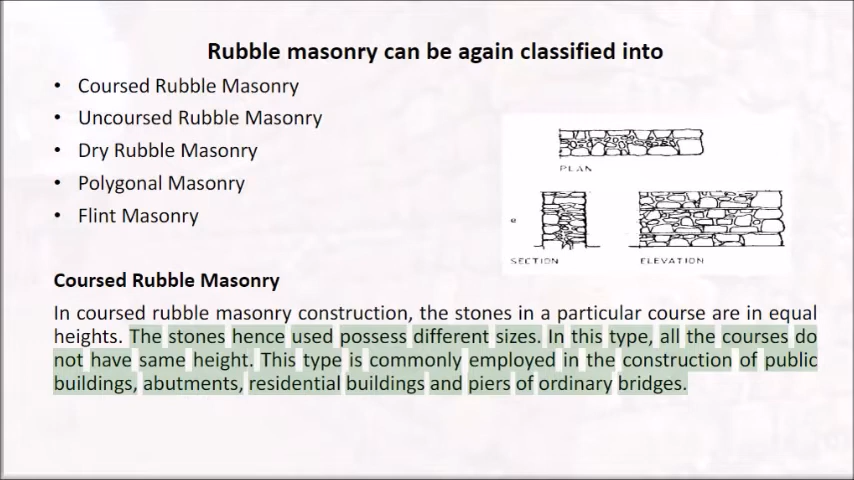 Rubble masonry can be again classified into
• Coursed Rubble Masonry
• Uncoursed Rubble Masonry
• Dry Rubble Masonry
• Polygonal Masonry
• Flint Masonry
PLAN
e
SECTION
ELEVATION
Coursed Rubble Masonry
In coursed rubble masonry construction, the stones in a particular course are in equal
heights. The stones hence used possess different sizes. In this type, all the courses do
not have same height. This type is commonly employed in the construction of public
buildings, abutments, residential buildings and piers of ordinary bridges.